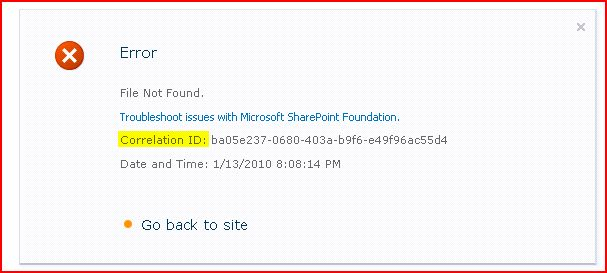 Error
File Not Found.
Troubleshoot issues with Microsoft SharePoint Foundation.
Correlation ID: ba05e237-0680-403a-b9f6-e49f96ac55d4
Date and Time: 1/13/2010 8:08:14 PM
Go back to site